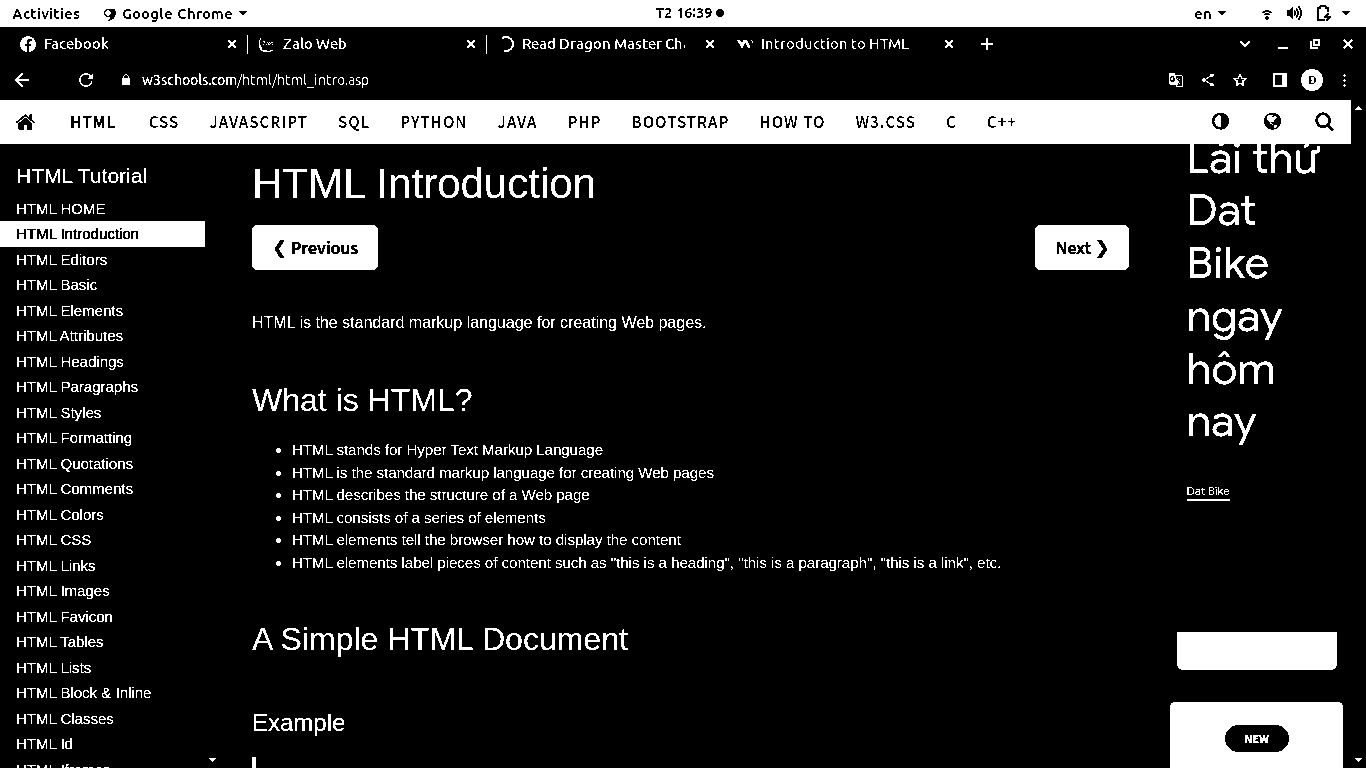 Activities Google Chrome T2 16:39 en
Facebook Zalo Web Read Dragon Master Ch Introduction to HTML
w3schools.com/html/html_intro.asp D
HTML CSS JAVASCRIPT SQL PYTHON JAVA PHP BOOTSTRAP HOW TO W3.CSS C C++
HTML Tutorial
HTML HOME
HTML Introduction
HTML Editors
HTML Basic
HTML Elements
HTML Attributes
HTML Headings
HTML Paragraphs
HTML Styles
HTML Formatting
HTML Quotations
HTML Comments
HTML Colors
HTML CSS
HTML Links
HTML Images
HTML Favicon
HTML Tables
HTML Lists
HTML Block & Inline
HTML Classes
HTML Id
HTML Iframes
HTML Introduction
❮ Previous
Next ❯
HTML is the standard markup language for creating Web pages.
What is HTML?
• HTML stands for Hyper Text Markup Language
• HTML is the standard markup language for creating Web pages
• HTML describes the structure of a Web page
• HTML consists of a series of elements
• HTML elements tell the browser how to display the content
• HTML elements label pieces of content such as "this is a heading", "this is a paragraph", "this is a link", etc.
A Simple HTML Document
Example
Lái thử
Dat
Bike
ngay
hôm
nay
Dat Bike
NEW